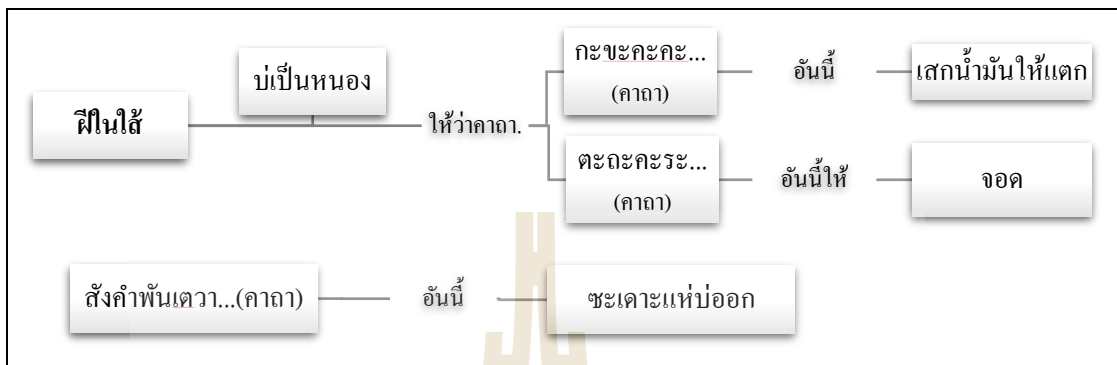 ฝีในใส้
บ่เป็นหนอง
ให้ว่าคาถา.
กะขะคะคะ...
(คาถา)
อันนี้
เสกน้ำมันให้แตก
ตะถะคะระ...
(คาถา)
อันนี้ให้
จอด
สังคำพันเตวา...(คาถา)
อันนี้
ซะเดาะแห่บ่ออก